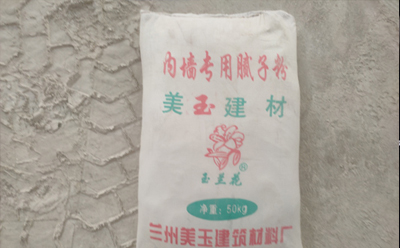 内墙专用腻子粉
美玉建材
®
玉兰花
净重：50kg
兰州美玉建筑材料厂